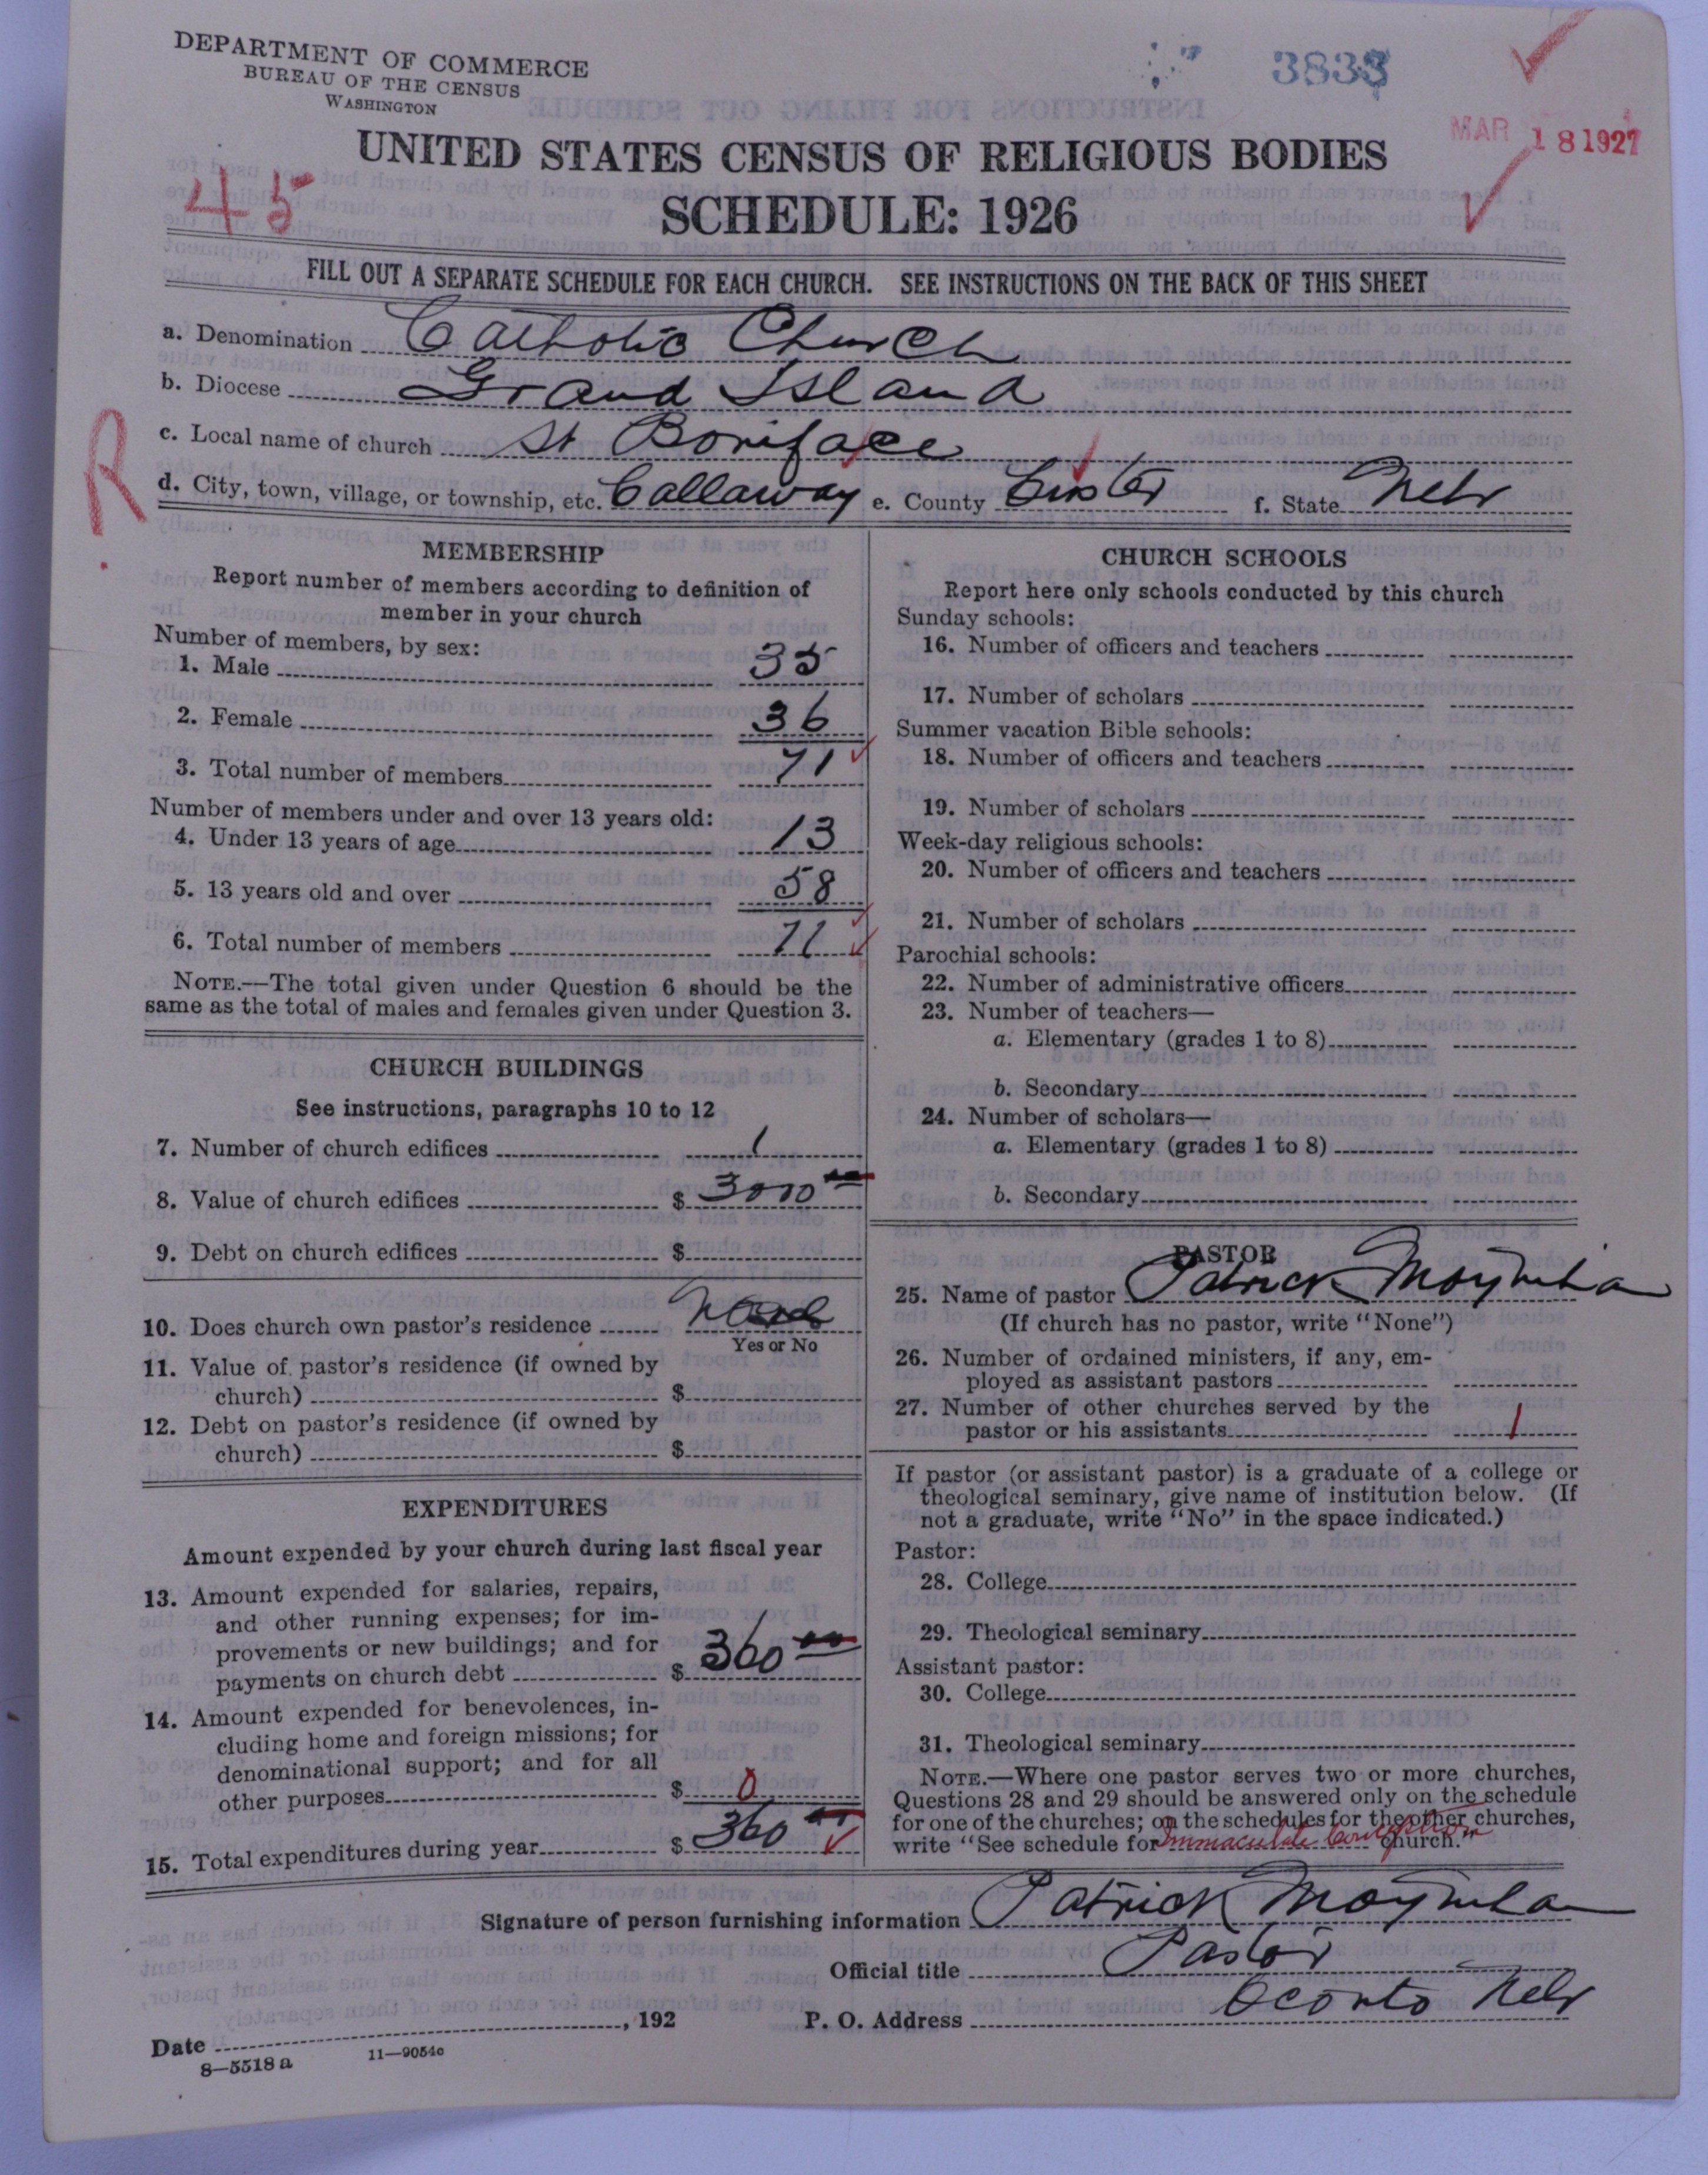 DEPARTMENT OF COMMERCE
BUREAU OF THE CENSUS
WASHINGTON
3833
MAR 18 1927
UNITED STATES CENSUS OF RELIGIOUS BODIES
45
SCHEDULE: 1926
FILL OUT A SEPARATE SCHEDULE FOR EACH CHURCH. SEE INSTRUCTIONS ON THE BACK OF THIS SHEET
a. Denomination Catholic Church
b. Diocese Grand Island
R
c. Local name of church St Boniface
d. City, town, village, or township, etc. Callaway e. County Custer f. State Nebr
MEMBERSHIP
Report number of members according to definition of
member in your church
Number of members, by sex:
1. Male 35
2. Female 36
3. Total number of members 71
Number of members under and over 13 years old:
4. Under 13 years of age 13
5. 13 years old and over 58
6. Total number of members 71
NOTE.—The total given under Question 6 should be the
same as the total of males and females given under Question 3.
CHURCH BUILDINGS
See instructions, paragraphs 10 to 12
7. Number of church edifices 1
8. Value of church edifices $ 3000 00
9. Debt on church edifices $
10. Does church own pastor's residence
Yes or No
11. Value of pastor's residence (if owned by
church) $
12. Debt on pastor's residence (if owned by
church) $
EXPENDITURES
Amount expended by your church during last fiscal year
13. Amount expended for salaries, repairs,
and other running expenses; for im-
provements or new buildings; and for
payments on church debt $ 360 00
14. Amount expended for benevolences, in-
cluding home and foreign missions; for
denominational support; and for all
other purposes $ 0
15. Total expenditures during year $ 360 00
CHURCH SCHOOLS
Report here only schools conducted by this church
Sunday schools:
16. Number of officers and teachers
17. Number of scholars
Summer vacation Bible schools:
18. Number of officers and teachers
19. Number of scholars
Week-day religious schools:
20. Number of officers and teachers
21. Number of scholars
Parochial schools:
22. Number of administrative officers
23. Number of teachers—
a. Elementary (grades 1 to 8)
b. Secondary
24. Number of scholars—
a. Elementary (grades 1 to 8)
b. Secondary
PASTOR
25. Name of pastor Patrick Moynihan
(If church has no pastor, write "None")
26. Number of ordained ministers, if any, em-
ployed as assistant pastors
27. Number of other churches served by the
pastor or his assistants 1
If pastor (or assistant pastor) is a graduate of a college or
theological seminary, give name of institution below. (If
not a graduate, write "No" in the space indicated.)
Pastor:
28. College
29. Theological seminary
Assistant pastor:
30. College
31. Theological seminary
NOTE.—Where one pastor serves two or more churches,
Questions 28 and 29 should be answered only on the schedule
for one of the churches; on the schedules for the other churches,
write "See schedule for Immaculate Conception church."
Signature of person furnishing information Patrick Moynihan
Official title Pastor
P. O. Address Oconto Nebr
Date , 192
8—5518 a 11—9054c